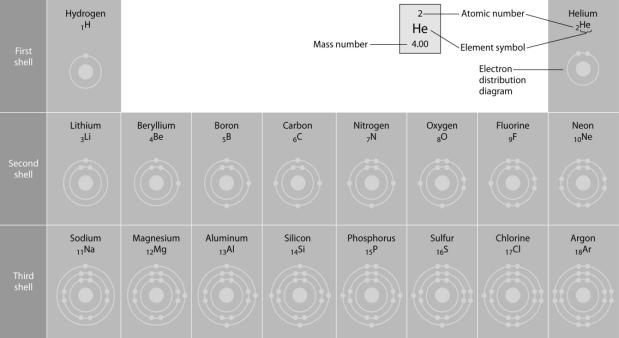 First
shell
Hydrogen
₁H
2
He
4.00
Mass number
Atomic number
Element symbol
Electron
distribution
diagram
Helium
₂He
Second
shell
Lithium
₃Li
Beryllium
₄Be
Boron
₅B
Carbon
₆C
Nitrogen
₇N
Oxygen
₈O
Fluorine
₉F
Neon
₁₀Ne
Third
shell
Sodium
₁₁Na
Magnesium
₁₂Mg
Aluminum
₁₃Al
Silicon
₁₄Si
Phosphorus
₁₅P
Sulfur
₁₆S
Chlorine
₁₇Cl
Argon
₁₈Ar